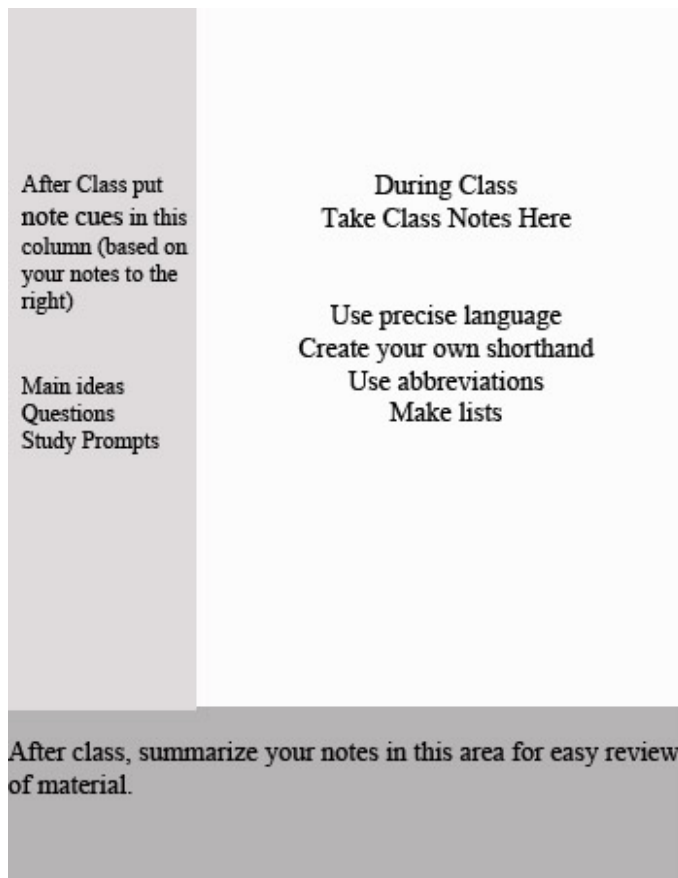 After Class put
note cues in this
column (based on
your notes to the
right)
Main ideas
Questions
Study Prompts
During Class
Take Class Notes Here
Use precise language
Create your own shorthand
Use abbreviations
Make lists
After class, summarize your notes in this area for easy review
of material.